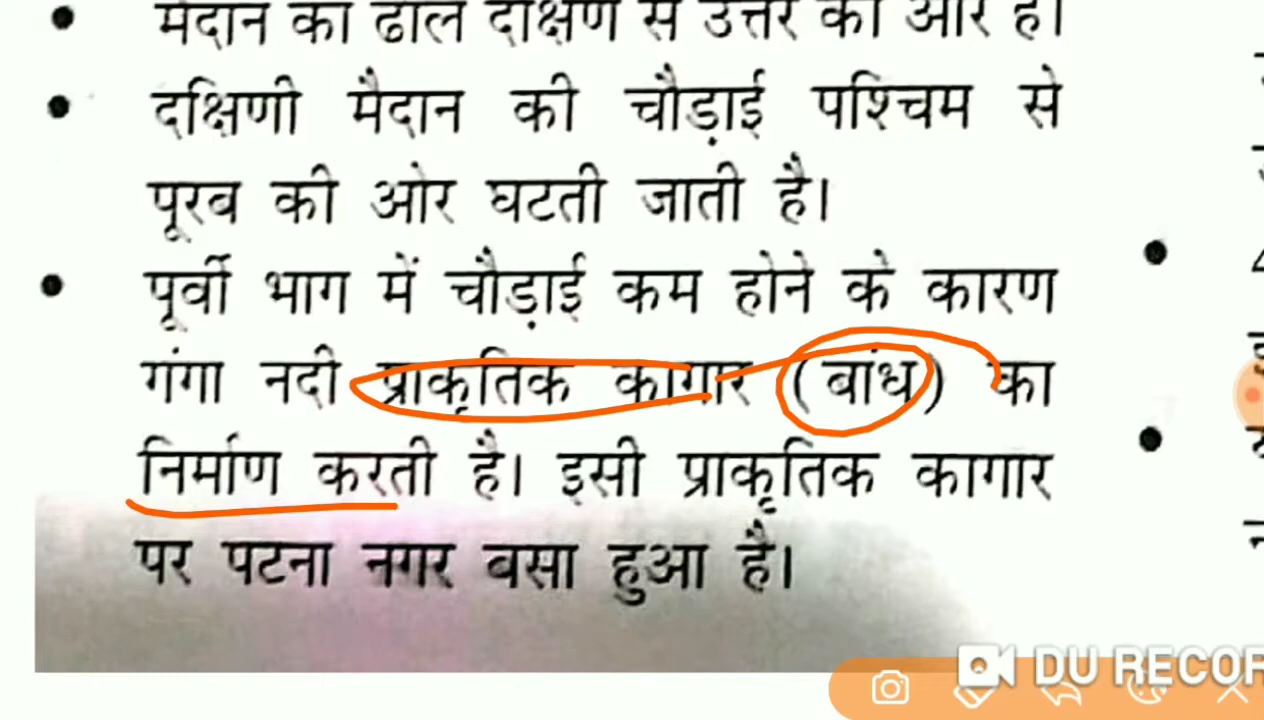 मैदान का ढाल दक्षिण से उत्तर की ओर है।
दक्षिणी मैदान की चौड़ाई पश्चिम से
पूरब की ओर घटती जाती है।
पूर्वी भाग में चौड़ाई कम होने के कारण
गंगा नदी प्राकृतिक कागार (बांध) का
निर्माण करती है। इसी प्राकृतिक कागार
पर पटना नगर बसा हुआ है।
DU RECOR